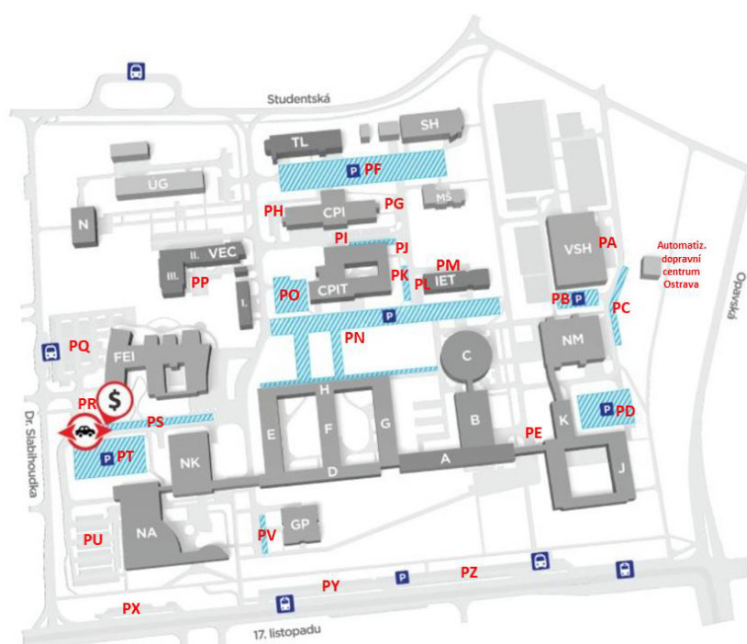 Studentská
TL
SH
P
PF
ÚG
MŠ
PH
CPI
PG
N
PI
PJ
VSH
PA
II.
VEC
III.
PP
PK
PM
Automatiz.
dopravní
centrum
Ostrava
CPIT
PL
IET
PO
I.
PB
P
PC
Opavská
PN
P
PQ
FEI
C
NM
H
PR
$
PS
E
F
G
B
K
P
PD
PT
P
NK
D
A
PE
J
Dr. Slabihoudka
NA
PU
PV
GP
PX
PY
P
PZ
17. listopadu